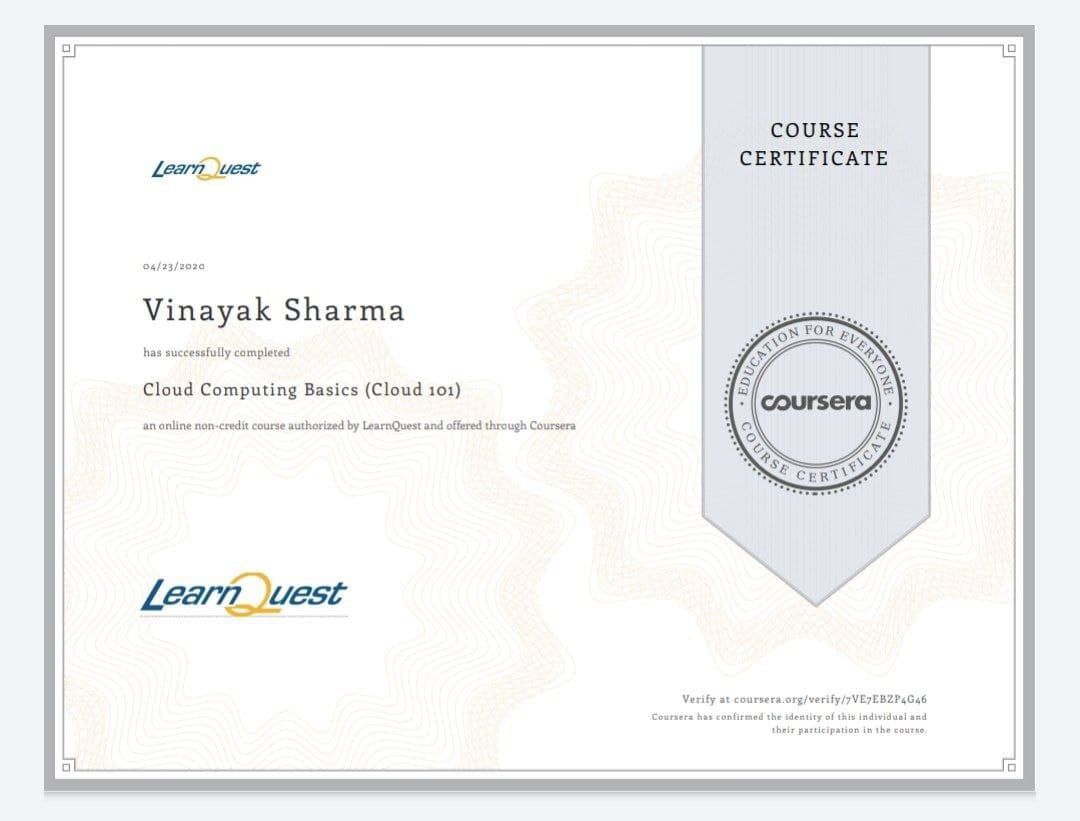 LearnQuest
COURSE
CERTIFICATE
04/23/2020
Vinayak Sharma
has successfully completed
Cloud Computing Basics (Cloud 101)
an online non-credit course authorized by LearnQuest and offered through Coursera
EDUCATION FOR EVERYONE
coursera
COURSE CERTIFICATE
LearnQuest
Verify at coursera.org/verify/7VE7EBZP4G46
Coursera has confirmed the identity of this individual and
their participation in the course.